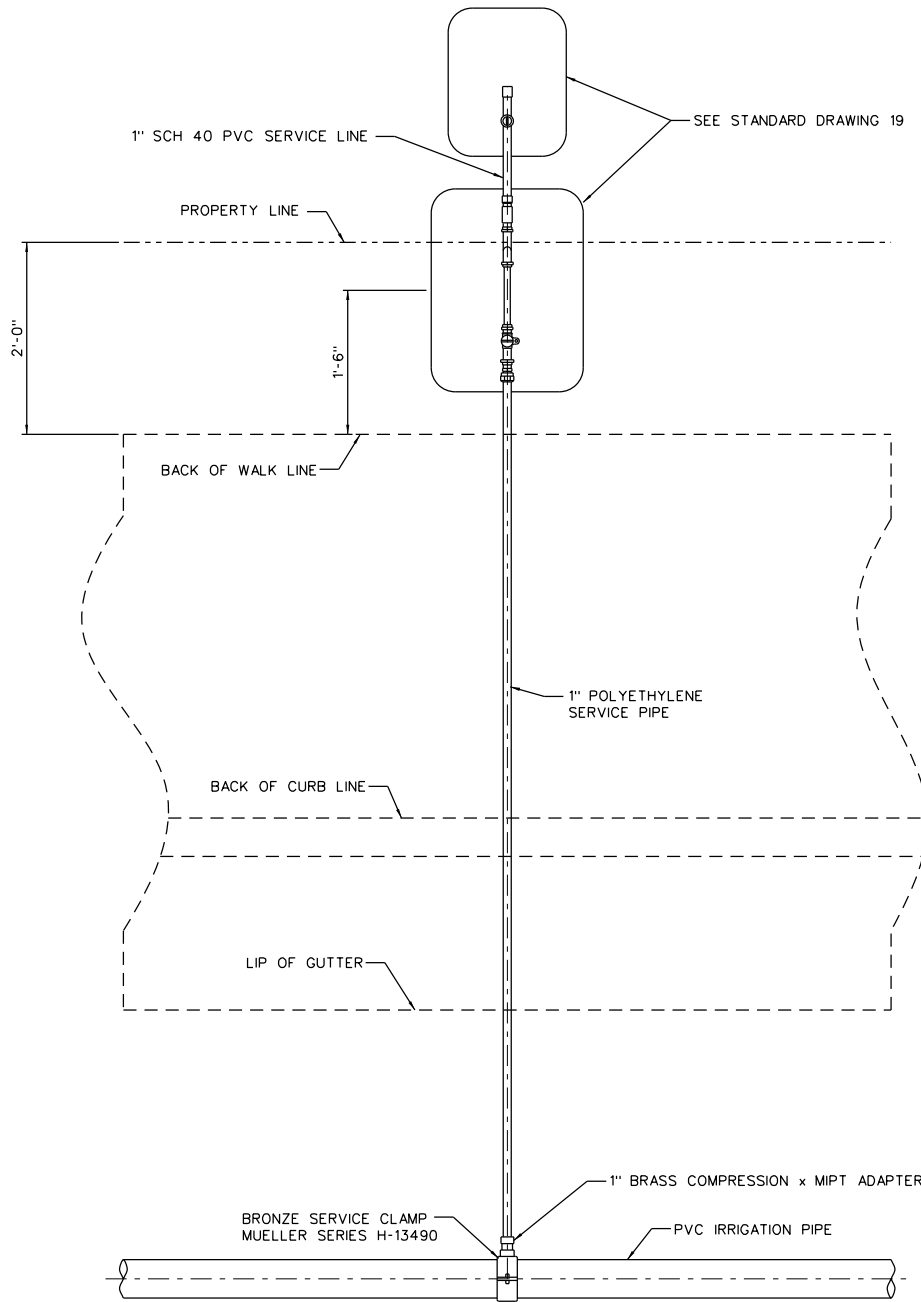 SEE STANDARD DRAWING 19
1" SCH 40 PVC SERVICE LINE
PROPERTY LINE
2'-0"
1'-6"
BACK OF WALK LINE
1" POLYETHYLENE
SERVICE PIPE
BACK OF CURB LINE
LIP OF GUTTER
1" BRASS COMPRESSION x MIPT ADAPTER
BRONZE SERVICE CLAMP
MUELLER SERIES H-13490
PVC IRRIGATION PIPE